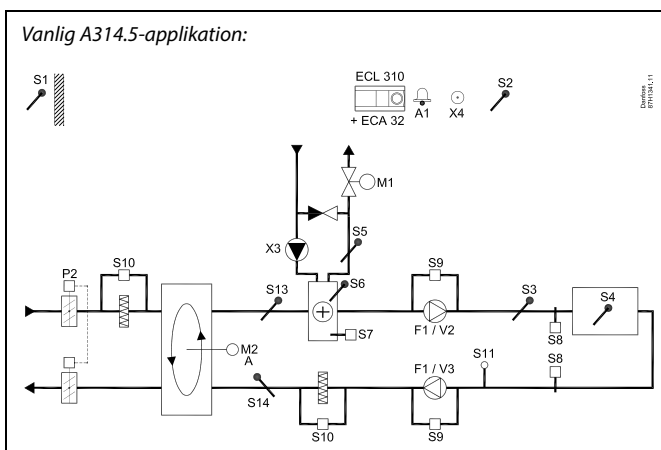 Vanlig A314.5-applikation:
S1
ECL 310
+ ECA 32
A1
X4
S2
Danfoss
87H1341.11
M1
X3
S5
P2
S10
S13
S6
S7
S9
F1 / V2
S3
S4
S8
M2
A
S14
S10
F1 / V3
S9
S11
S8